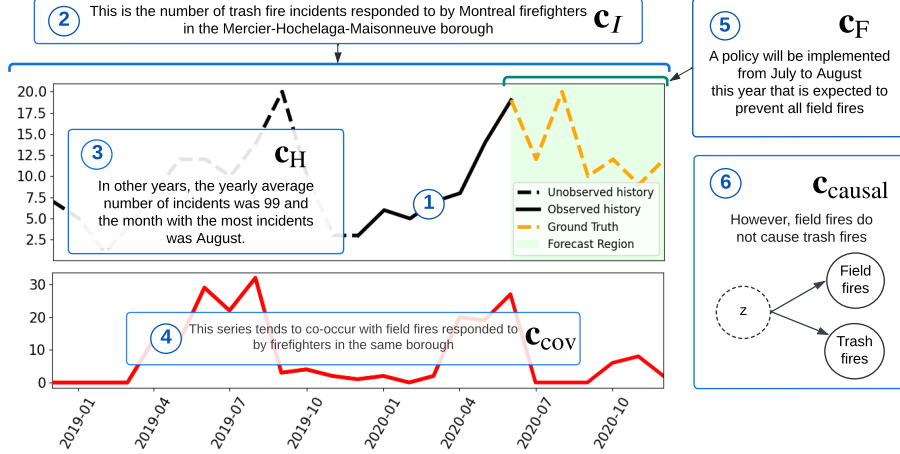 2
This is the number of trash fire incidents responded to by Montreal firefighters
in the Mercier-Hochelaga-Maisonneuve borough
c_I
5
c_F
A policy will be implemented
from July to August
this year that is expected to
prevent all field fires
20.0
17.5
15.0
12.5
10.0
7.5
5.0
2.5
3
c_H
In other years, the yearly average
number of incidents was 99 and
the month with the most incidents
was August.
1
Unobserved history
Observed history
Ground Truth
Forecast Region
6
c_causal
However, field fires do
not cause trash fires
z
Field
fires
Trash
fires
30
20
10
0
4
This series tends to co-occur with field fires responded to
by firefighters in the same borough
c_cov
2019-01
2019-04
2019-07
2019-10
2020-01
2020-04
2020-07
2020-10